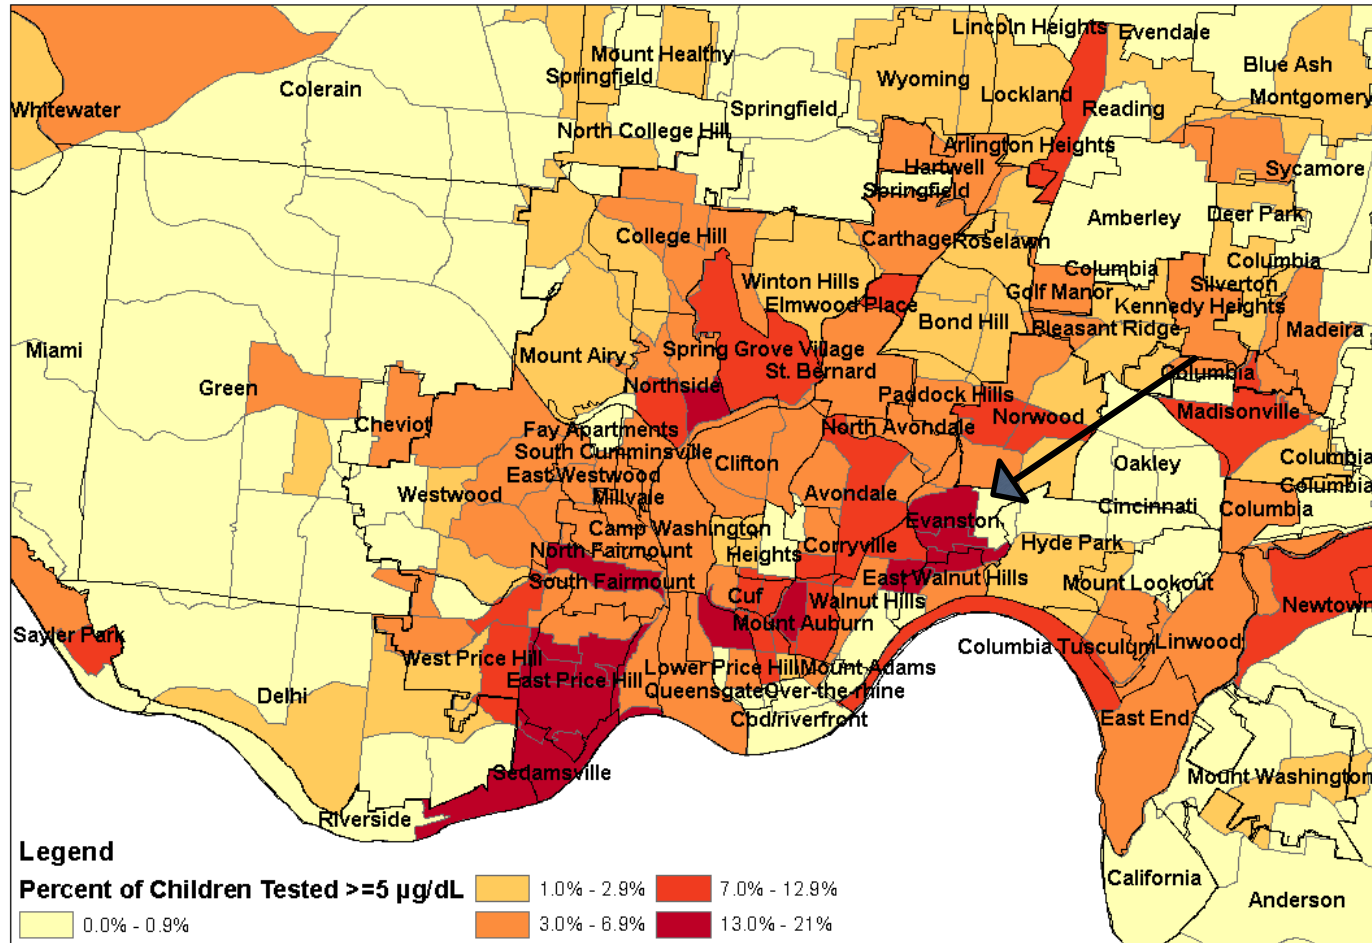 Lincoln Heights
Evendale
Mount Healthy
Springfield
Blue Ash
Wyoming
Colerain
Lockland
Montgomery
Whitewater
Springfield
Reading
North College Hill
Arlington Heights
Hartwell
Sycamore
Springfield
Amberley
Deer Park
College Hill
Carthage
Roselawn
Columbia
Columbia
Winton Hills
Silverton
Golf Manor
Elmwood Place
Kennedy Heights
Bond Hill
Pleasant Ridge
Madeira
Miami
Spring Grove Village
Mount Airy
St. Bernard
Columbia
Green
Northside
Paddock Hills
Norwood
Madisonville
Cheviot
Fay Apartments
North Avondale
South Cumminsville
Columbia
Clifton
Oakley
East Westwood
Columbia
Westwood
Millvale
Avondale
Cincinnati
Columbia
Evanston
Camp Washington
Hyde Park
North Fairmount
Heights
Corryville
South Fairmount
East Walnut Hills
Mount Lookout
Cuf
Walnut Hills
Newtown
Mount Auburn
Sayler Park
Columbia Tusculum
Linwood
West Price Hill
Lower Price Hill
Mount Adams
East Price Hill
Queensgate
Over-the-rhine
Delhi
Cbd/riverfront
East End
Sedamsville
Mount Washington
Riverside
Legend
Percent of Children Tested >=5 µg/dL
0.0% - 0.9%
1.0% - 2.9%
3.0% - 6.9%
7.0% - 12.9%
13.0% - 21%
California
Anderson